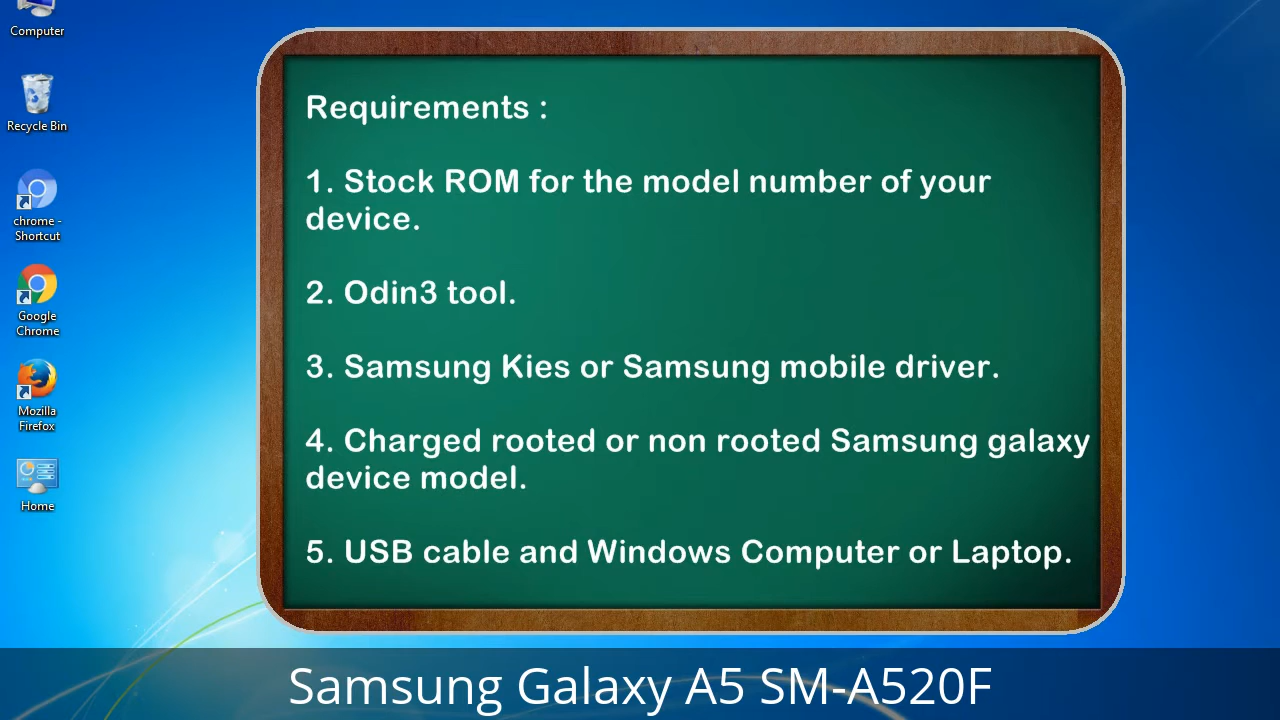 Computer
Recycle Bin
chrome -
Shortcut
Google
Chrome
Mozilla
Firefox
Home
Requirements :
1. Stock ROM for the model number of your
device.
2. Odin3 tool.
3. Samsung Kies or Samsung mobile driver.
4. Charged rooted or non rooted Samsung galaxy
device model.
5. USB cable and Windows Computer or Laptop.
Samsung Galaxy A5 SM-A520F